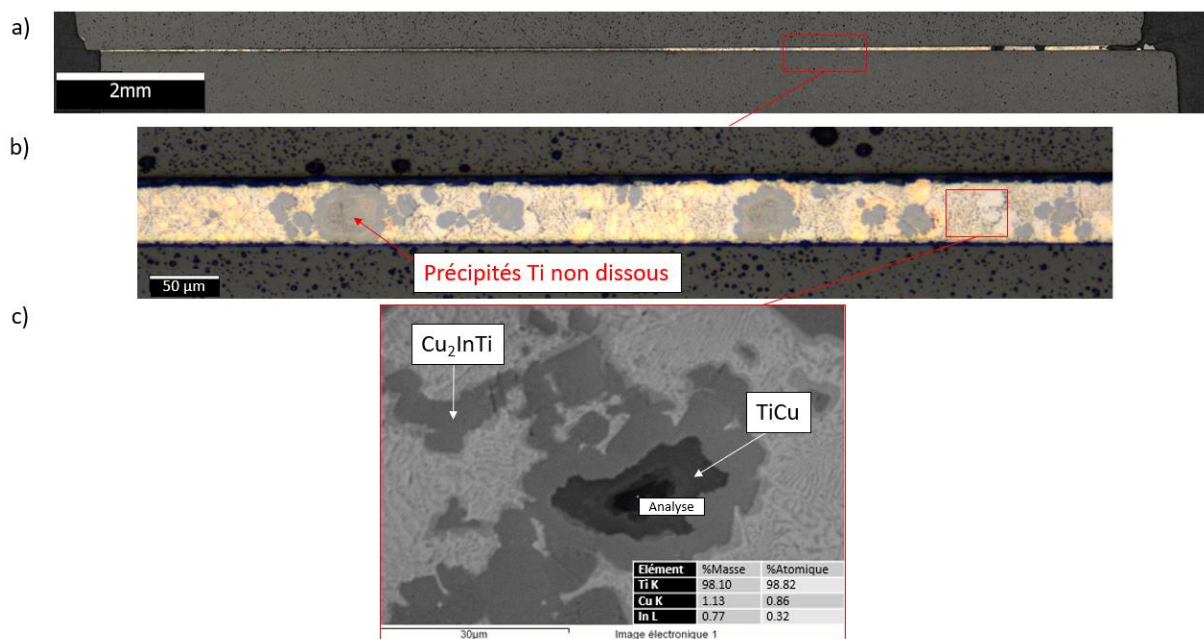 a)
2mm
b)
Précipités Ti non dissous
50 µm
c)
Cu₂InTi
TiCu
Analyse
Elément %Masse %Atomique
Ti K 98.10 98.82
Cu K 1.13 0.86
In L 0.77 0.32
30µm Image électronique 1